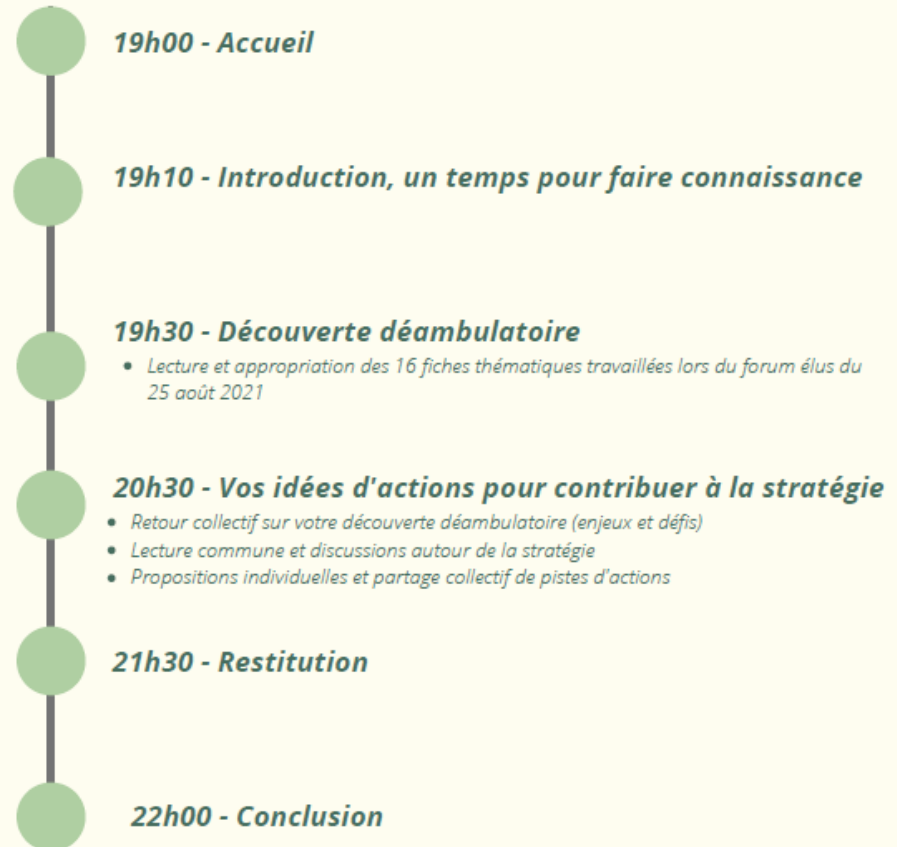 19h00 - Accueil
19h10 - Introduction, un temps pour faire connaissance
19h30 - Découverte déambulatoire
• Lecture et appropriation des 16 fiches thématiques travaillées lors du forum élus du
25 août 2021
20h30 - Vos idées d'actions pour contribuer à la stratégie
• Retour collectif sur votre découverte déambulatoire (enjeux et défis)
• Lecture commune et discussions autour de la stratégie
• Propositions individuelles et partage collectif de pistes d'actions
21h30 - Restitution
22h00 - Conclusion